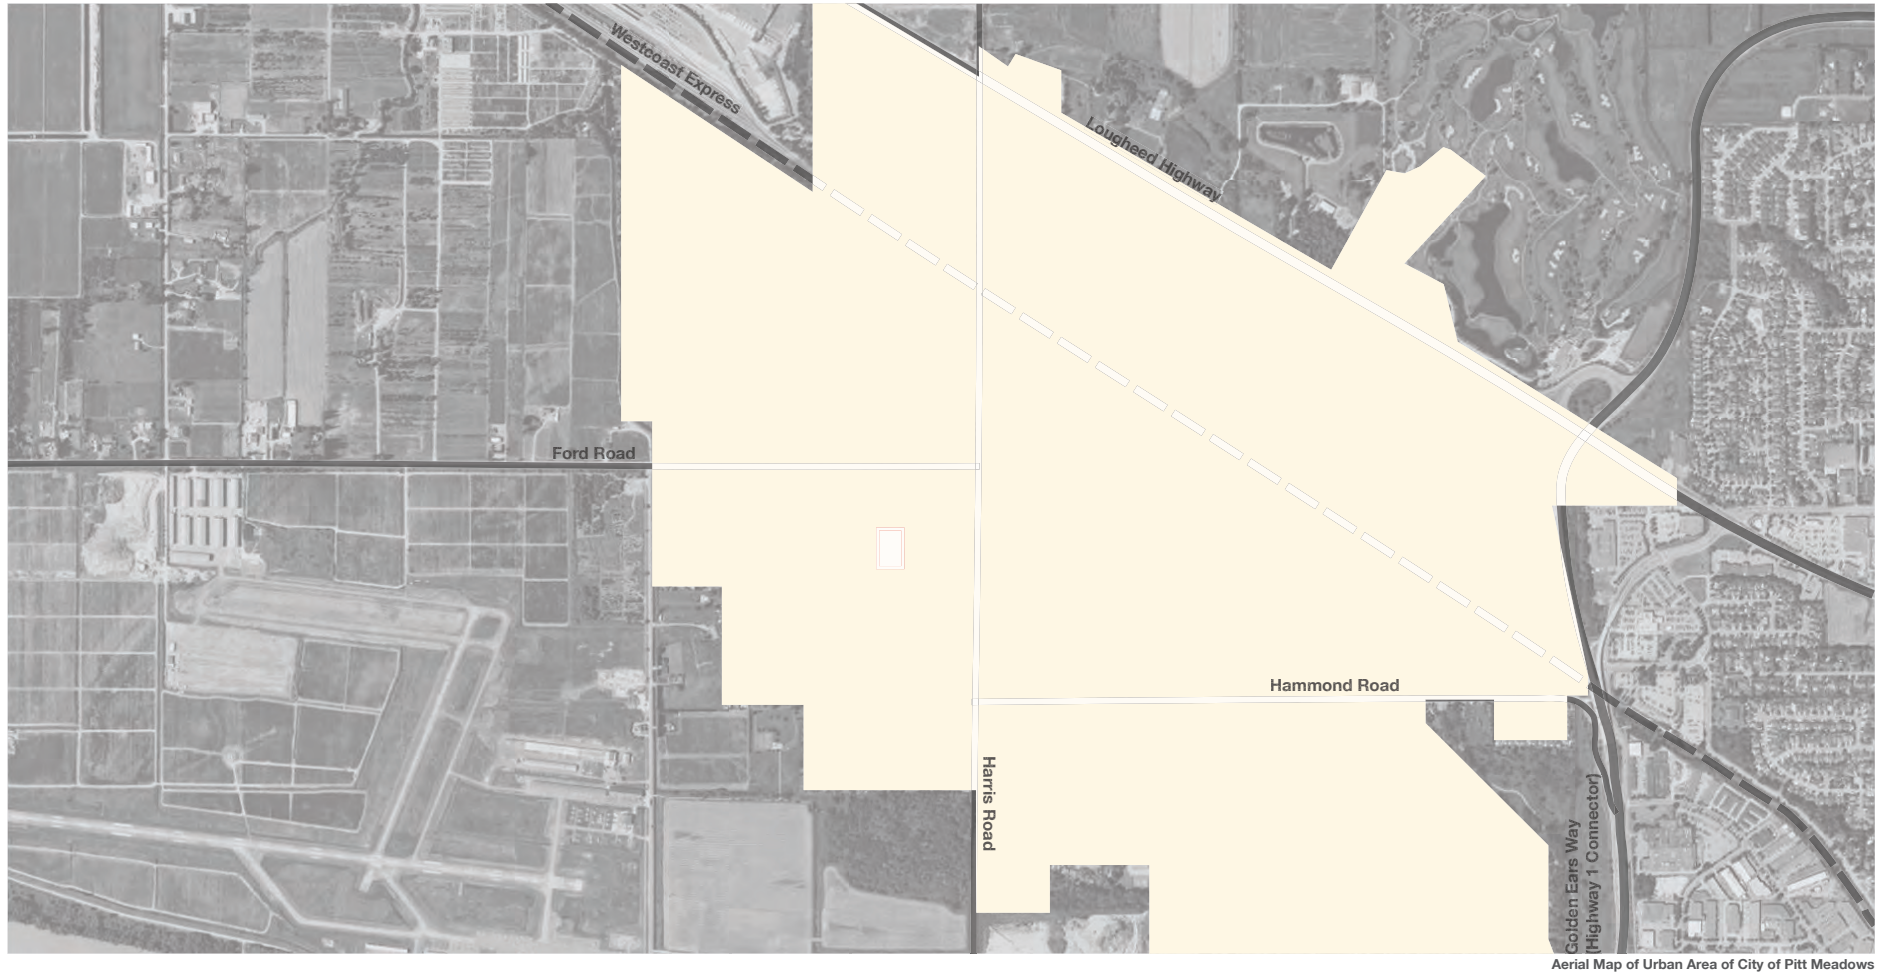 Westcoast Express
Lougheed Highway
Ford Road
Hammond Road
Harris Road
Golden Ears Way
(Highway 1 Connector)
Aerial Map of Urban Area of City of Pitt Meadows